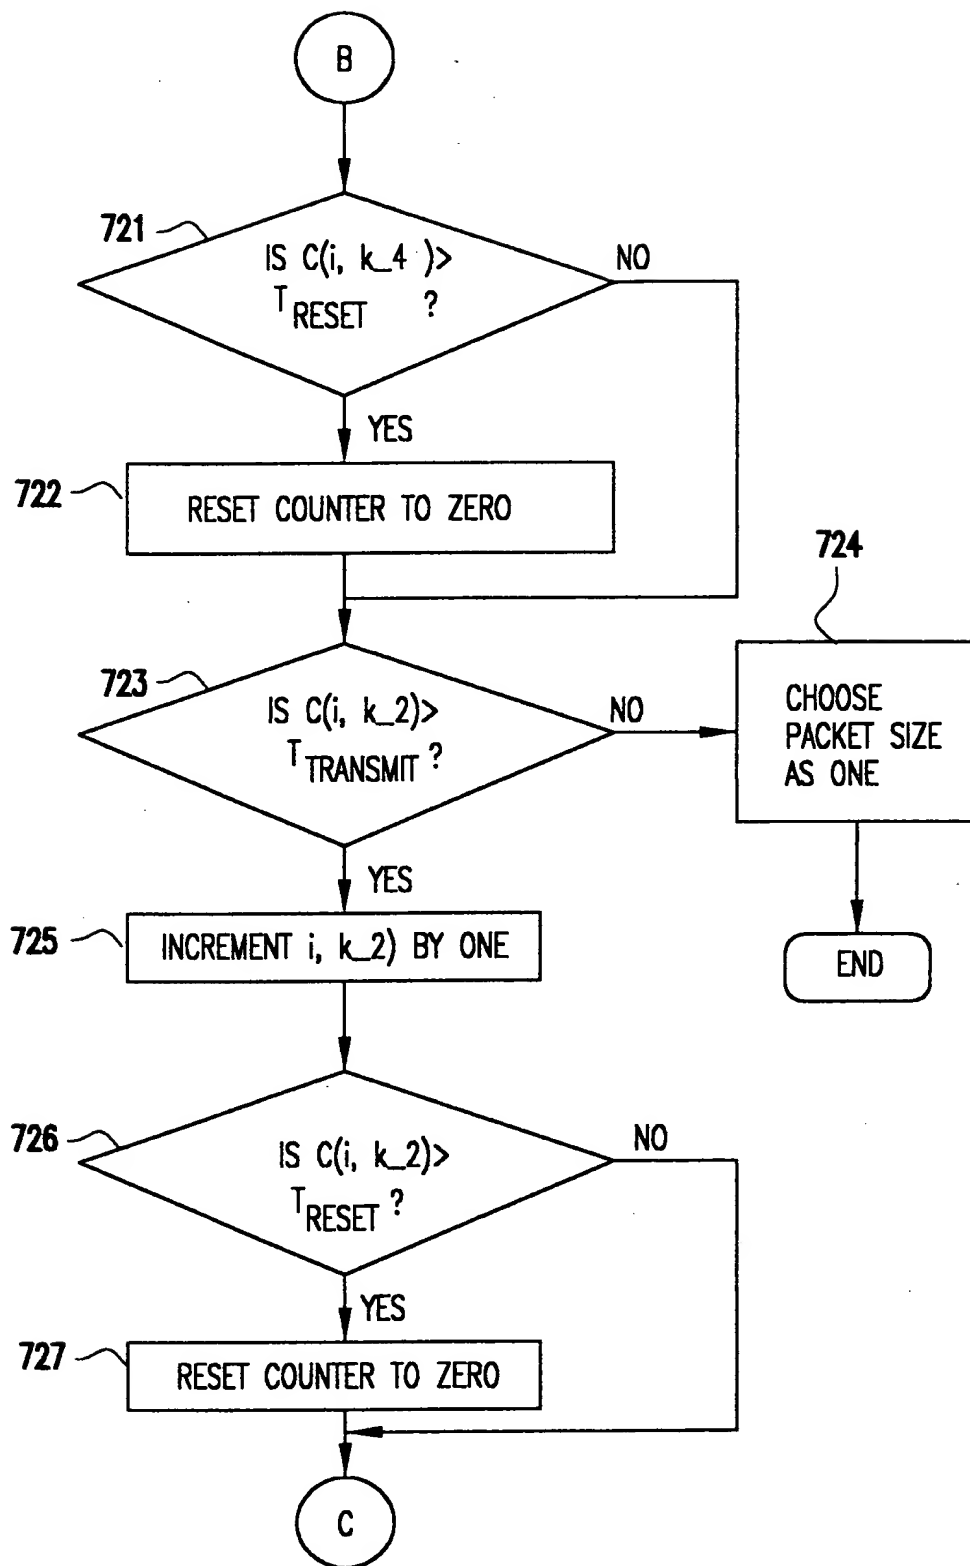 B
721
IS C(i, k_4 )>
T RESET ?
NO
YES
722
RESET COUNTER TO ZERO
724
723
IS C(i, k_2)>
T TRANSMIT ?
NO
CHOOSE
PACKET SIZE
AS ONE
YES
725
INCREMENT i, k_2) BY ONE
END
726
IS C(i, k_2)>
T RESET ?
NO
YES
727
RESET COUNTER TO ZERO
C